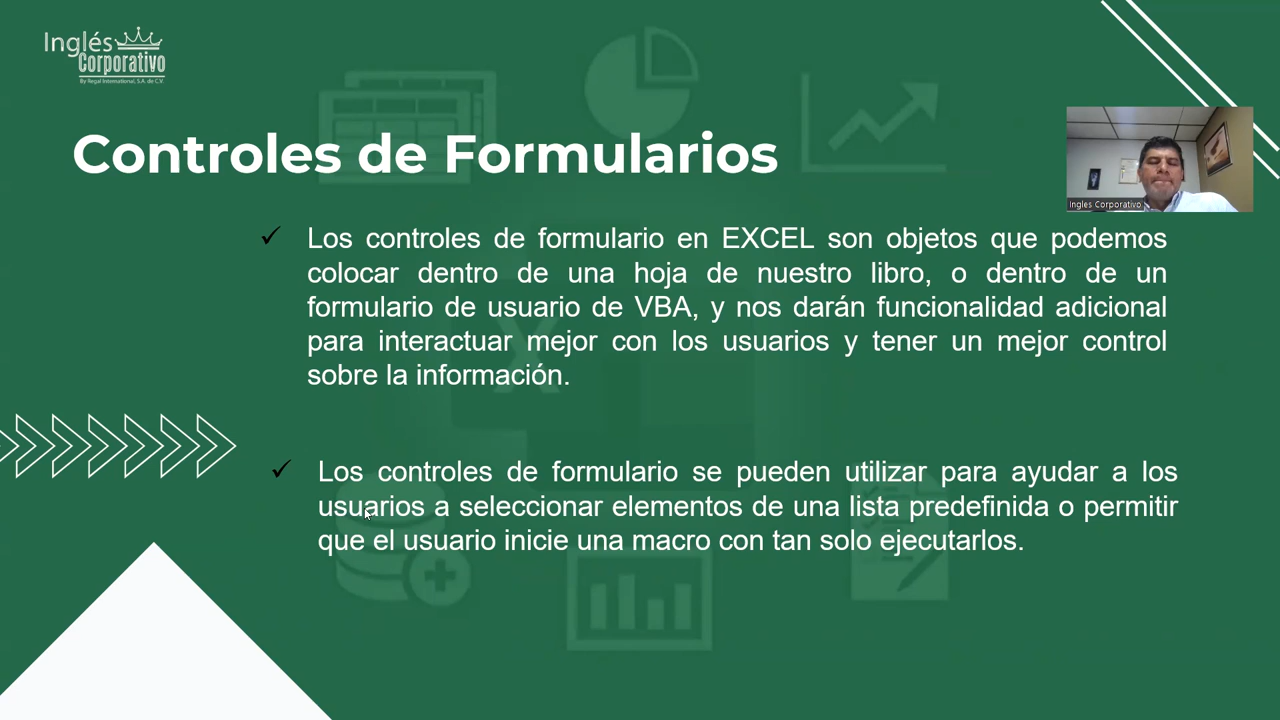 Inglés
Corporativo
By Regal International, S.A. de C.V.
Controles de Formularios
Ingles Corporativo
Los controles de formulario en EXCEL son objetos que podemos
colocar dentro de una hoja de nuestro libro, o dentro de un
formulario de usuario de VBA, y nos darán funcionalidad adicional
para interactuar mejor con los usuarios y tener un mejor control
sobre la información.
Los controles de formulario se pueden utilizar para ayudar a los
usuarios a seleccionar elementos de una lista predefinida o permitir
que el usuario inicie una macro con tan solo ejecutarlos.